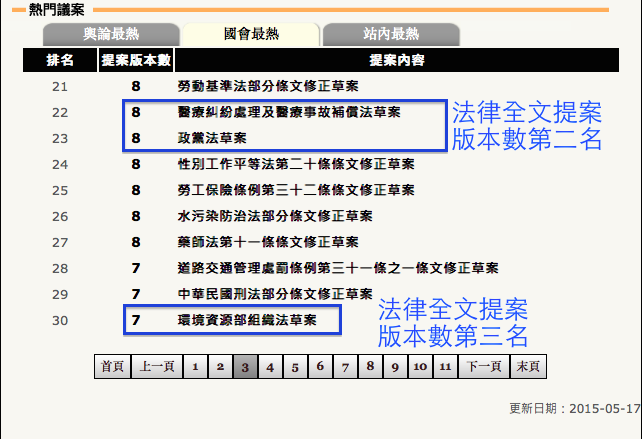 熱門議案
輿論最熱 國會最熱 站內最熱
排名 提案版本數 提案內容
21 8 勞動基準法部分條文修正草案
22 8 醫療糾紛處理及醫療事故補償法草案
法律全文提案
版本數第二名
23 8 政黨法草案
24 8 性別工作平等法第二十條條文修正草案
25 8 勞工保險條例第三十二條條文修正草案
26 8 水污染防治法部分條文修正草案
27 8 藥師法第十一條條文修正草案
28 7 道路交通管理處罰條例第三十一條之一條文修正草案
29 7 中華民國刑法部分條文修正草案
30 7 環境資源部組織法草案
法律全文提案
版本數第三名
首頁 上一頁 1 2 3 4 5 6 7 8 9 10 11 下一頁 末頁
更新日期：2015-05-17